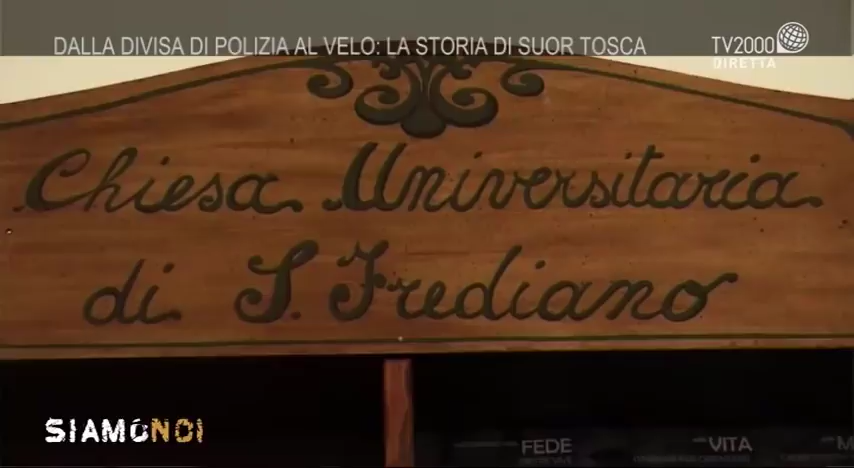 DALLA DIVISA DI POLIZIA AL VELO: LA STORIA DI SUOR TOSCA
TV2000
DIRETTA
Chiesa Universitaria
di S. Frediano
SIAMONOI
FEDE
VITA
M